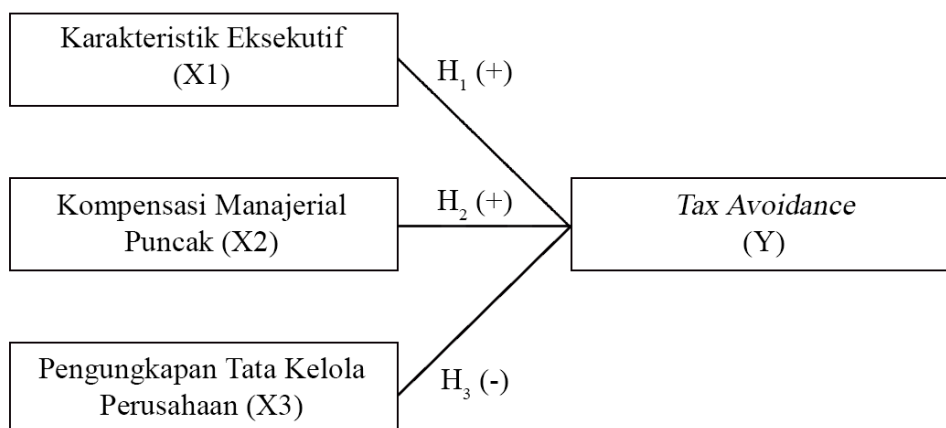 Karakteristik Eksekutif
(X1)
H₁ (+)
Kompensasi Manajerial
Puncak (X2)
H₂ (+)
Tax Avoidance
(Y)
Pengungkapan Tata Kelola
Perusahaan (X3)
H₃ (-)